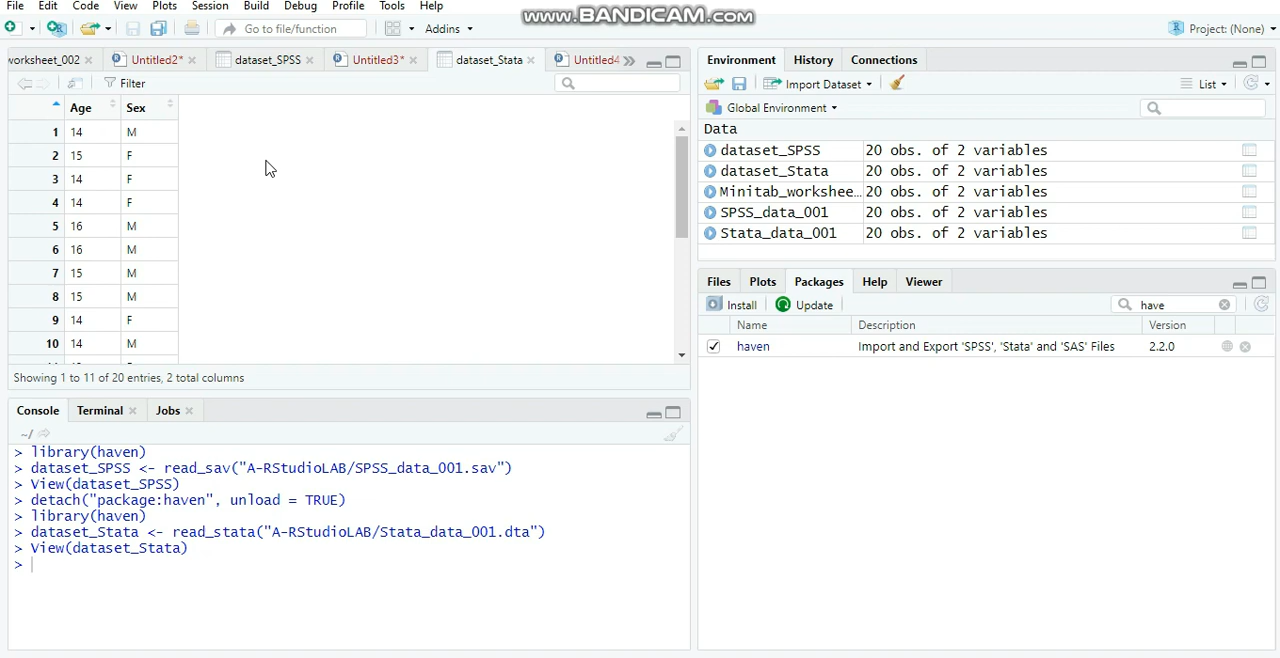 File Edit Code View Plots Session Build Debug Profile Tools Help
www.BANDICAM.com
Go to file/function Addins Project: (None)
worksheet_002 Untitled2* dataset_SPSS Untitled3* dataset_Stata Untitled4
Filter
Age Sex
1 14 M
2 15 F
3 14 F
4 14 F
5 16 M
6 16 M
7 15 M
8 15 M
9 14 F
10 14 M
Showing 1 to 11 of 20 entries, 2 total columns
Console Terminal Jobs
~/
> library(haven)
> dataset_SPSS <- read_sav("A-RStudioLAB/SPSS_data_001.sav")
> View(dataset_SPSS)
> detach("package:haven", unload = TRUE)
> library(haven)
> dataset_Stata <- read_stata("A-RStudioLAB/Stata_data_001.dta")
> View(dataset_Stata)
>
Environment History Connections
Import Dataset List
Global Environment
Data
dataset_SPSS 20 obs. of 2 variables
dataset_Stata 20 obs. of 2 variables
Minitab_workshee… 20 obs. of 2 variables
SPSS_data_001 20 obs. of 2 variables
Stata_data_001 20 obs. of 2 variables
Files Plots Packages Help Viewer
Install Update have
Name Description Version
haven Import and Export 'SPSS', 'Stata' and 'SAS' Files 2.2.0